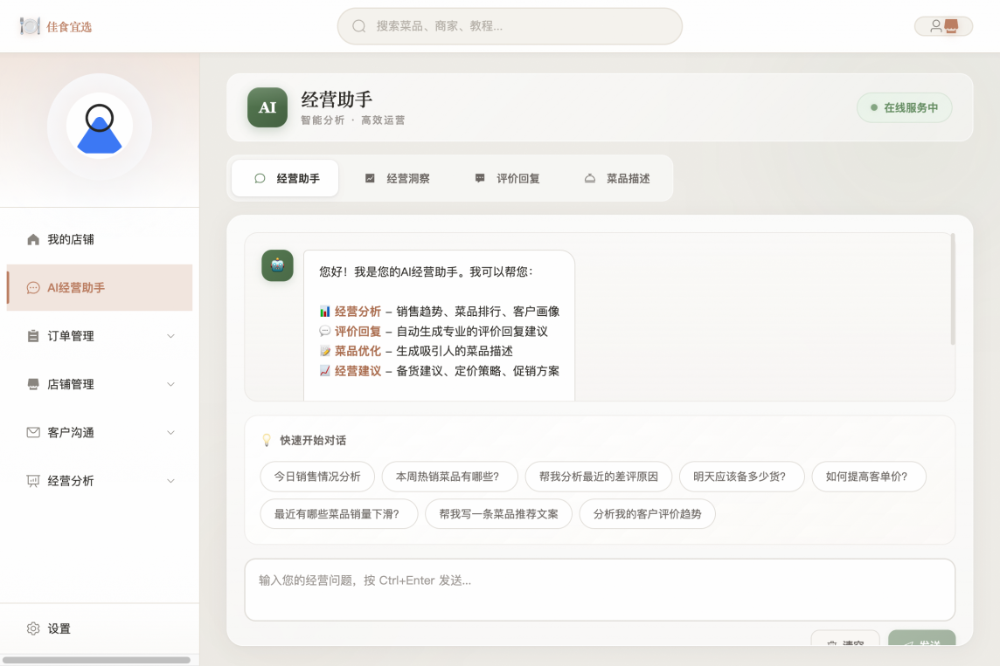 佳食宜选
搜索菜品、商家、教程...
AI
经营助手
智能分析 · 高效运营
在线服务中
经营助手
经营洞察
评价回复
菜品描述
我的店铺
AI经营助手
订单管理
店铺管理
客户沟通
经营分析
设置
您好！我是您的AI经营助手。我可以帮您：
经营分析 – 销售趋势、菜品排行、客户画像
评价回复 – 自动生成专业的评价回复建议
菜品优化 – 生成吸引人的菜品描述
经营建议 – 备货建议、定价策略、促销方案
快速开始对话
今日销售情况分析
本周热销菜品有哪些？
帮我分析最近的差评原因
明天应该备多少货？
如何提高客单价？
最近有哪些菜品销量下滑？
帮我写一条菜品推荐文案
分析我的客户评价趋势
输入您的经营问题，按 Ctrl+Enter 发送...
清空
发送